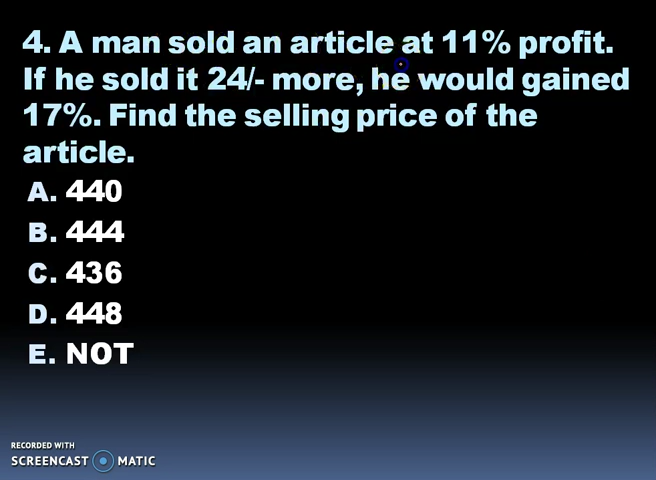 4. A man sold an article at 11% profit.
If he sold it 24/- more, he would gained
17%. Find the selling price of the
article.
A. 440
B. 444
C. 436
D. 448
E. NOT
RECORDED WITH
SCREENCAST MATIC